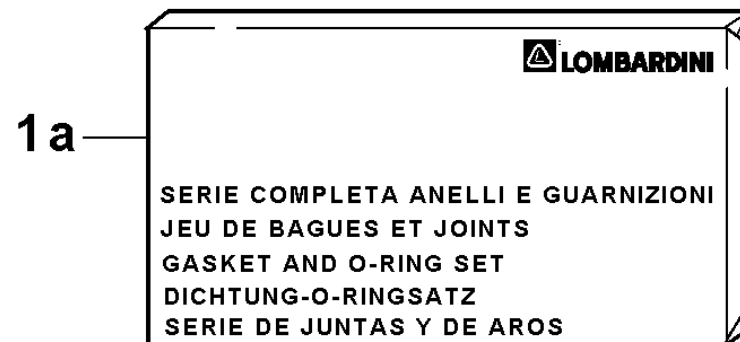 LOMBARDINI
1a
SERIE COMPLETA ANELLI E GUARNIZIONI
JEU DE BAGUES ET JOINTS
GASKET AND O-RING SET
DICHTUNG-O-RINGSATZ
SERIE DE JUNTAS Y DE AROS